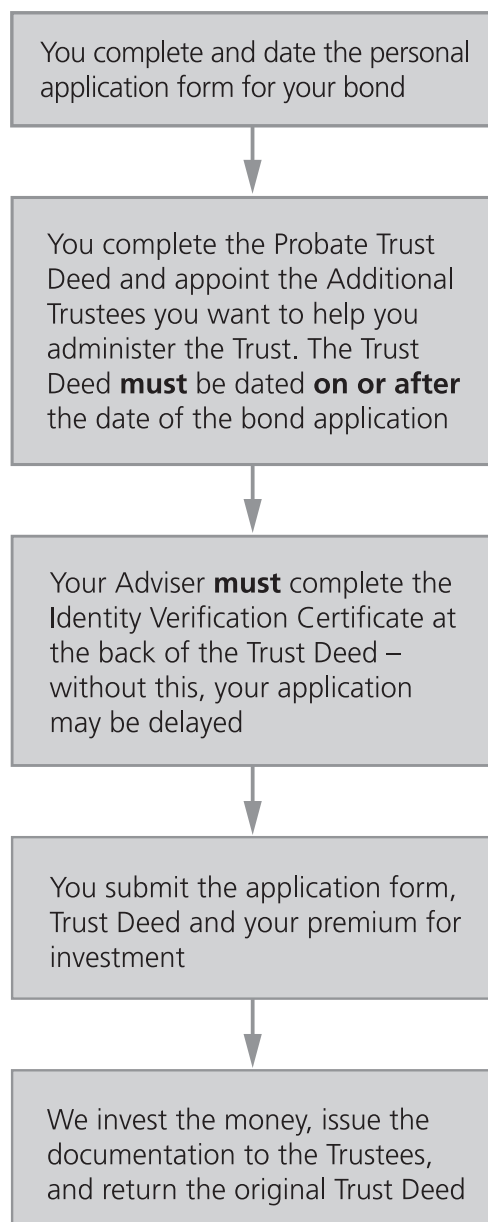 You complete and date the personal
application form for your bond
You complete the Probate Trust
Deed and appoint the Additional
Trustees you want to help you
administer the Trust. The Trust
Deed must be dated on or after
the date of the bond application
Your Adviser must complete the
Identity Verification Certificate at
the back of the Trust Deed –
without this, your application
may be delayed
You submit the application form,
Trust Deed and your premium for
investment
We invest the money, issue the
documentation to the Trustees,
and return the original Trust Deed